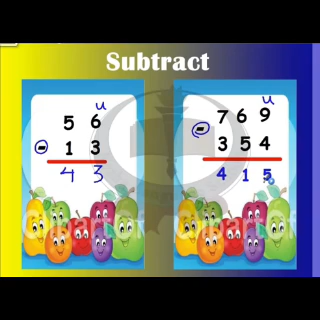 Subtract
u
5 6
- 1 3
4 3
u
7 6 9
- 3 5 4
4 1 5